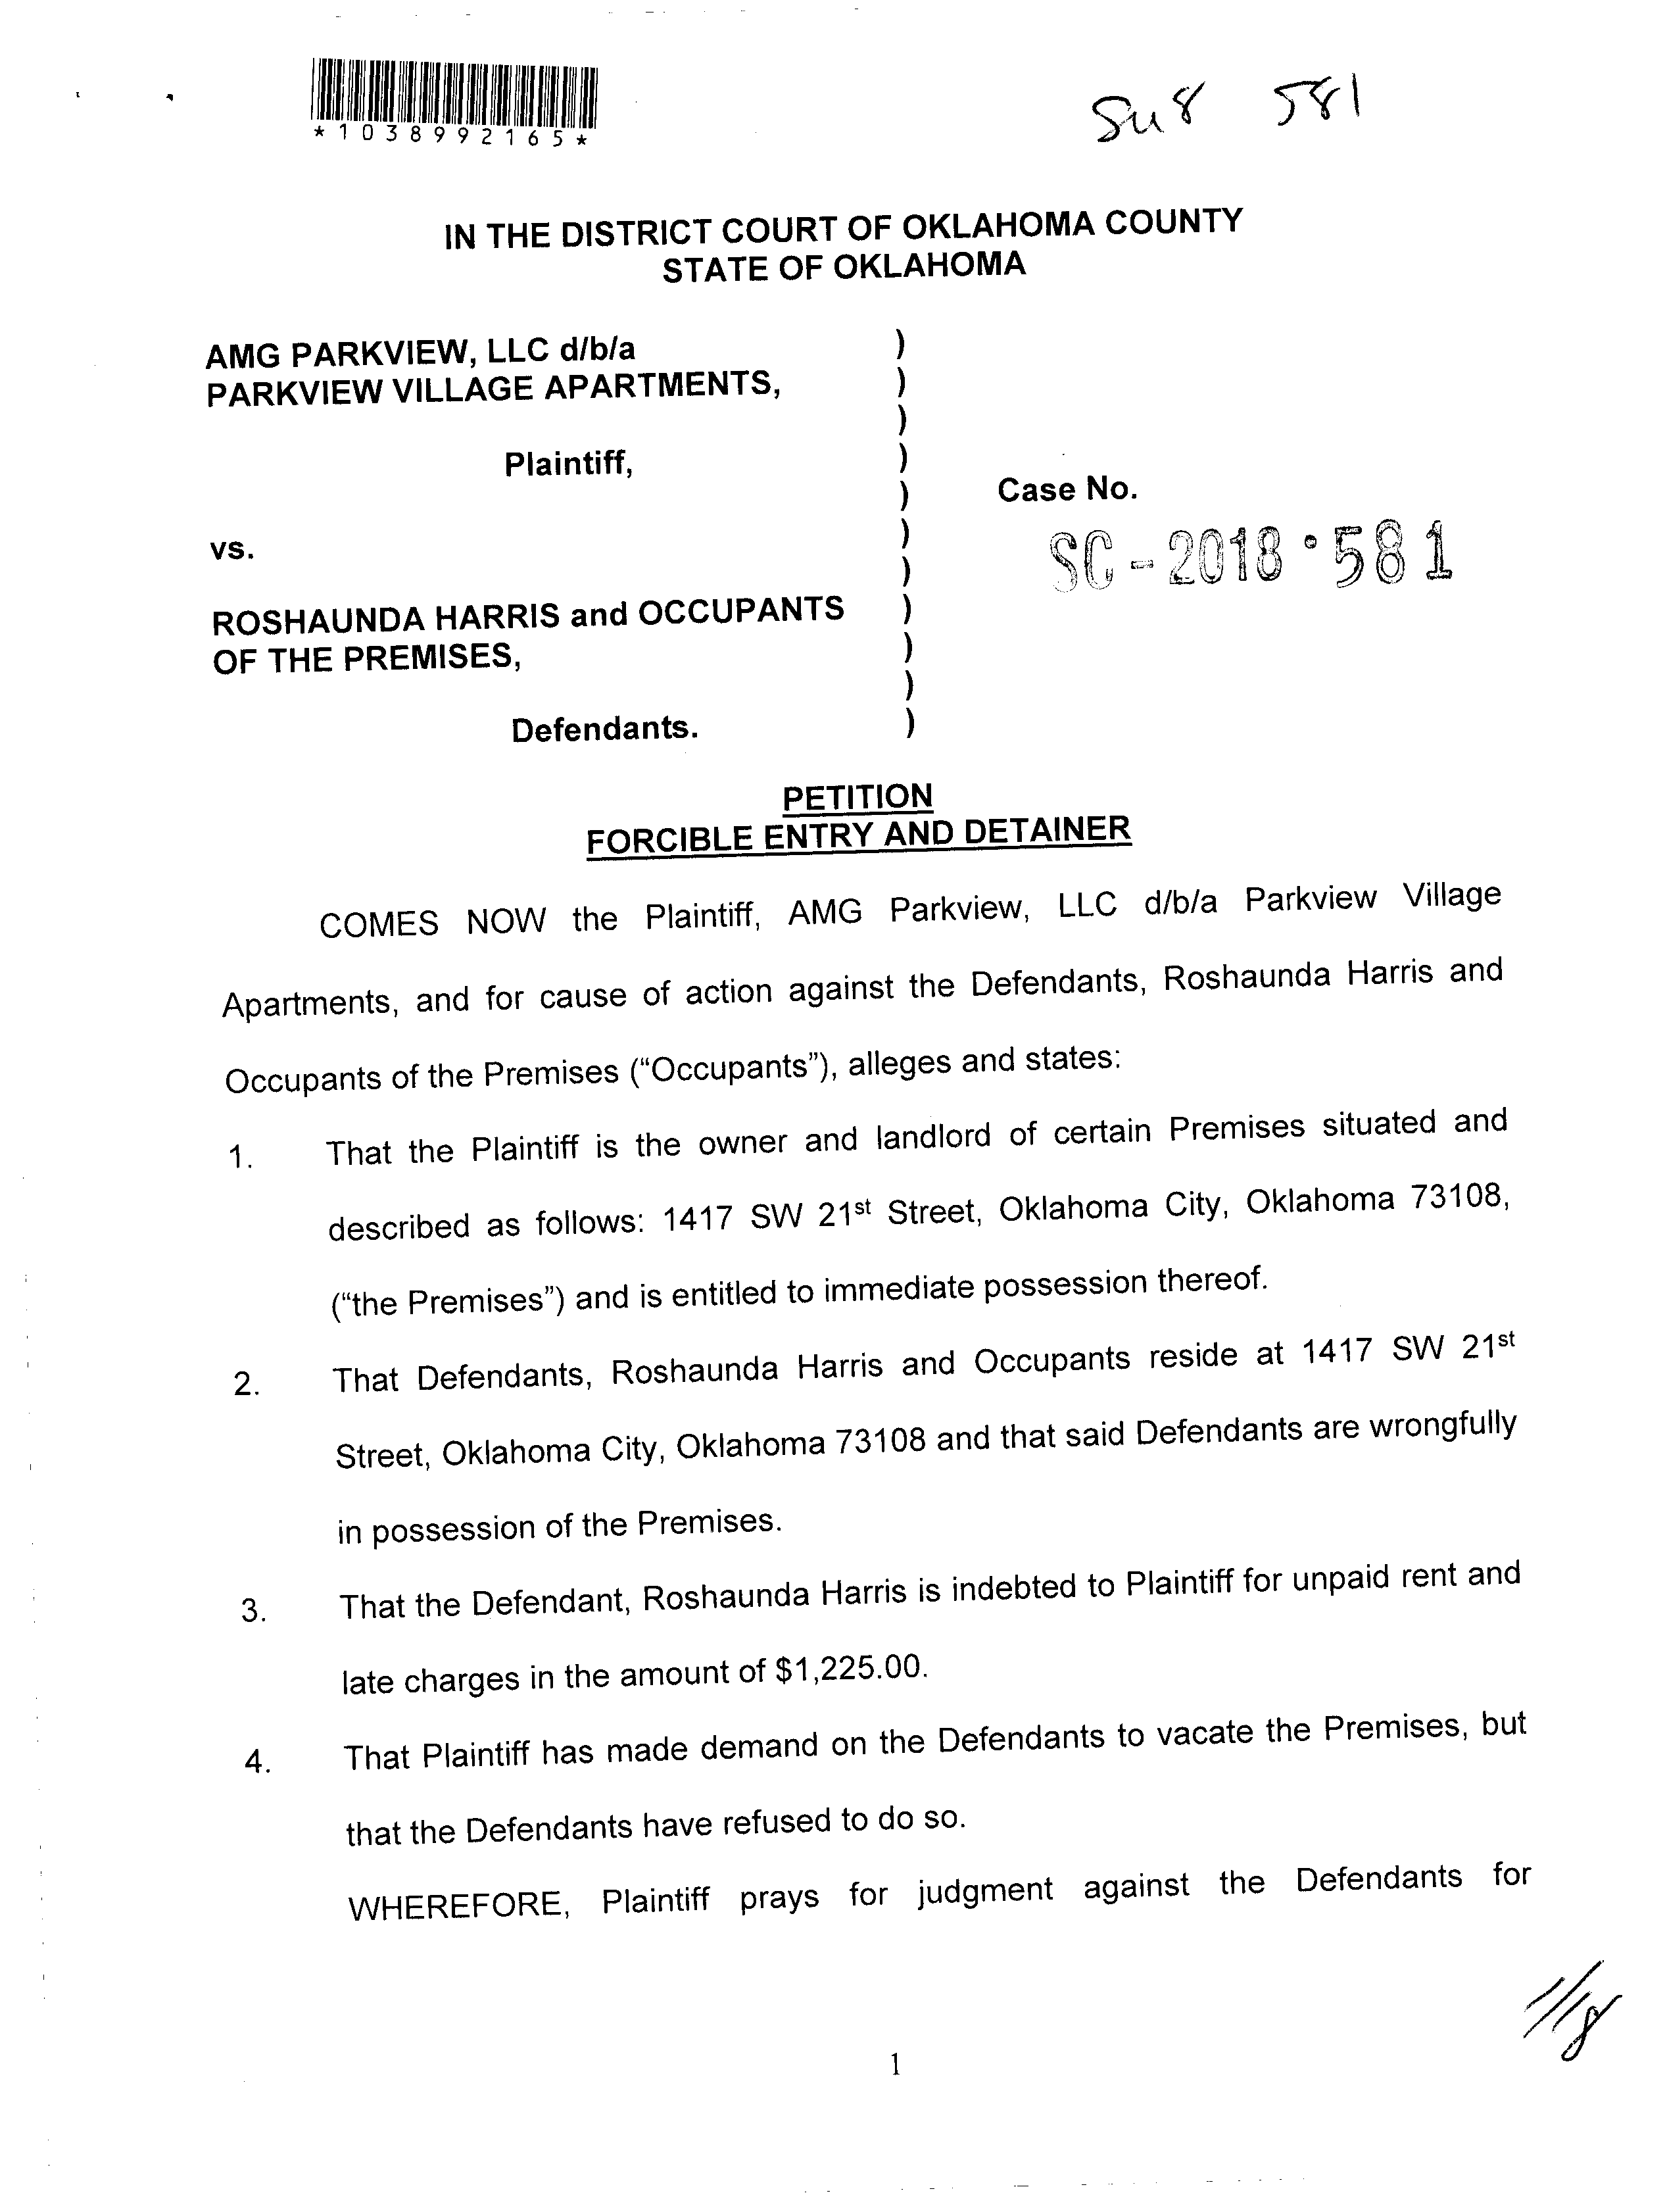 *1038992165*
581
IN THE DISTRICT COURT OF OKLAHOMA COUNTY
STATE OF OKLAHOMA
AMG PARKVIEW, LLC d/b/a )
PARKVIEW VILLAGE APARTMENTS, )
)
Plaintiff, )
) Case No.
vs. ) SC-2018•581
)
ROSHAUNDA HARRIS and OCCUPANTS )
OF THE PREMISES, )
)
Defendants. )
PETITION
FORCIBLE ENTRY AND DETAINER
COMES NOW the Plaintiff, AMG Parkview, LLC d/b/a Parkview Village
Apartments, and for cause of action against the Defendants, Roshaunda Harris and
Occupants of the Premises (“Occupants”), alleges and states:
1. That the Plaintiff is the owner and landlord of certain Premises situated and
described as follows: 1417 SW 21st Street, Oklahoma City, Oklahoma 73108,
(“the Premises”) and is entitled to immediate possession thereof.
2. That Defendants, Roshaunda Harris and Occupants reside at 1417 SW 21st
Street, Oklahoma City, Oklahoma 73108 and that said Defendants are wrongfully
in possession of the Premises.
3. That the Defendant, Roshaunda Harris is indebted to Plaintiff for unpaid rent and
late charges in the amount of $1,225.00.
4. That Plaintiff has made demand on the Defendants to vacate the Premises, but
that the Defendants have refused to do so.
WHEREFORE, Plaintiff prays for judgment against the Defendants for
1/18
1